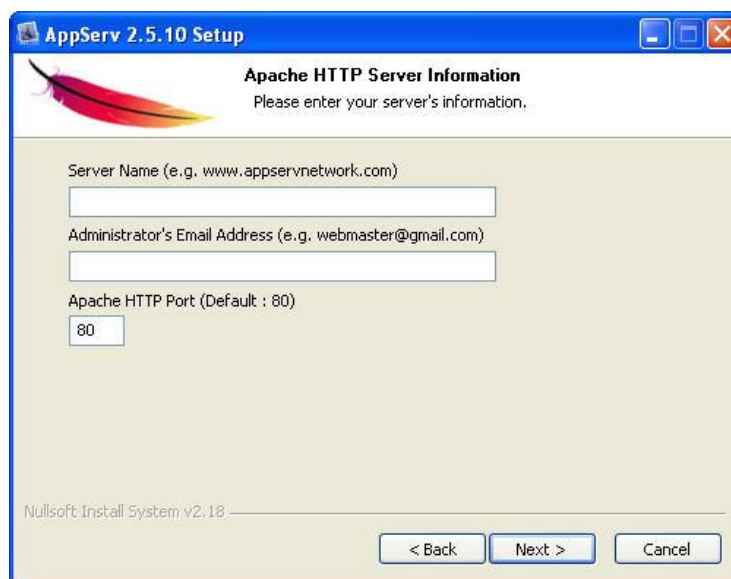 AppServ 2.5.10 Setup
Apache HTTP Server Information
Please enter your server's information.
Server Name (e.g. www.appservnetwork.com)
Administrator's Email Address (e.g. webmaster@gmail.com)
Apache HTTP Port (Default : 80)
80
Nullsoft Install System v2.18
< Back Next > Cancel